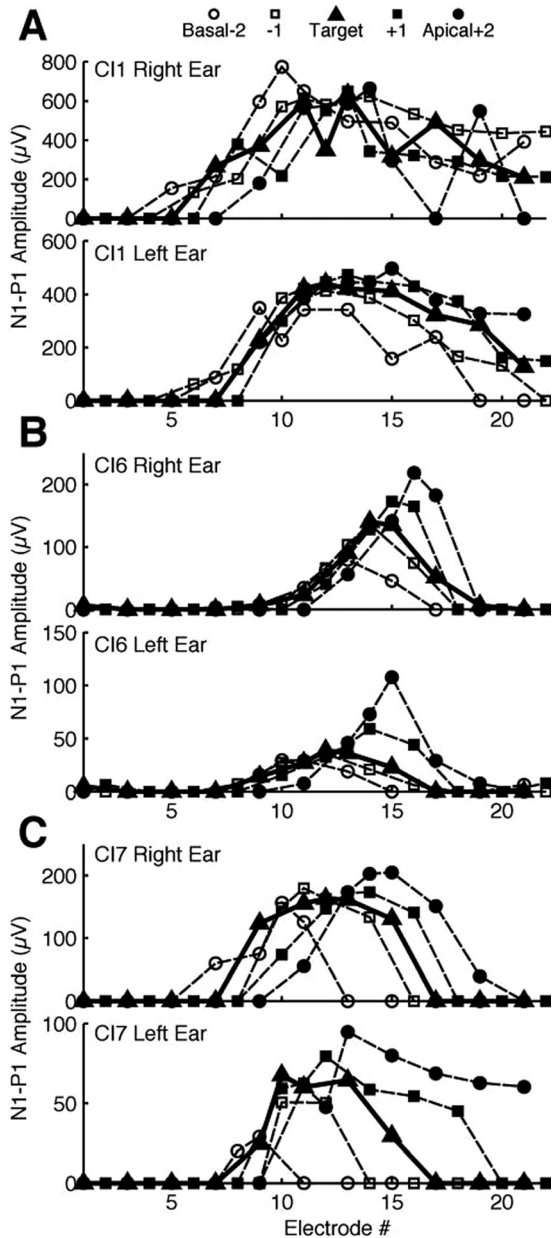 A
Basal-2 -1 Target +1 Apical+2
CI1 Right Ear
800
600
400
200
0
CI1 Left Ear
600
400
200
0
5 10 15 20
N1-P1 Amplitude (µV)
B
CI6 Right Ear
200
100
0
CI6 Left Ear
150
100
50
0
5 10 15 20
N1-P1 Amplitude (µV)
C
CI7 Right Ear
200
100
0
CI7 Left Ear
100
50
0
5 10 15 20
N1-P1 Amplitude (µV)
Electrode #